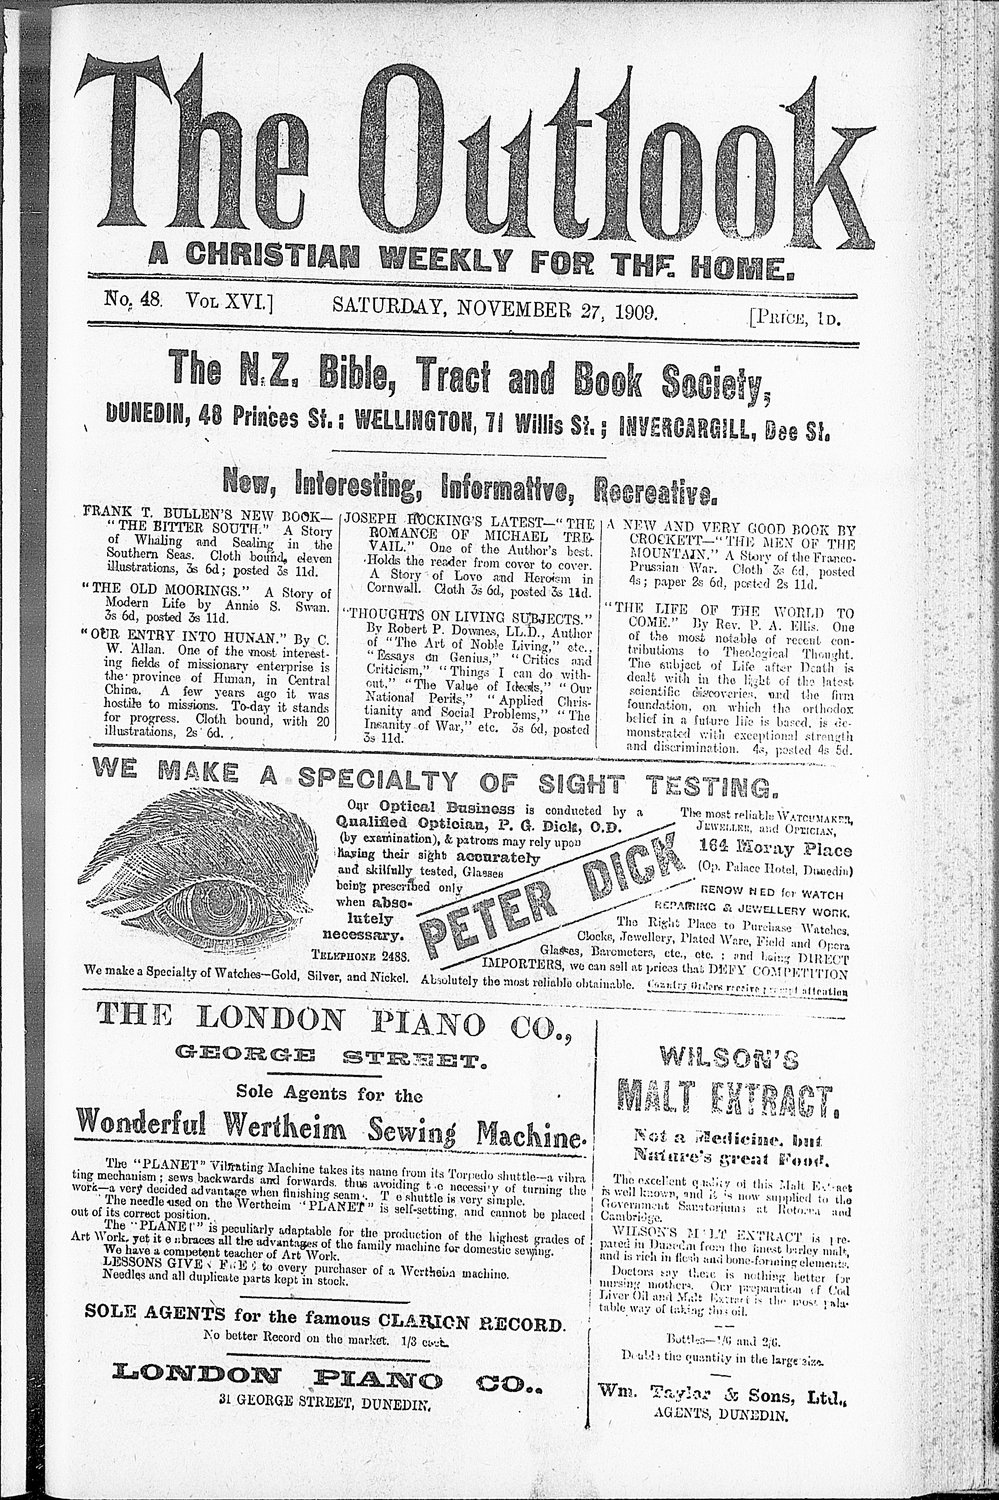 The Outlook
A CHRISTIAN WEEKLY FOR THE HOME.
No. 48. VOL XVI.] SATURDAY, NOVEMBER 27, 1909. [PRICE, 1D.
The N.Z. Bible, Tract and Book Society,
DUNEDIN, 48 Princes St.; WELLINGTON, 71 Willis St.; INVERCARGILL, Dee St.
New, Interesting, Informative, Recreative.
FRANK T. BULLEN'S NEW BOOK—
"THE BITTER SOUTH." A Story
of Whaling and Sealing in the
Southern Seas. Cloth bound, eleven
illustrations, 3s 6d; posted 3s 11d.
"THE OLD MOORINGS." A Story of
Modern Life by Annie S. Swan.
3s 6d, posted 3s 11d.
"OUR ENTRY INTO HUNAN." By C.
W. Allan. One of the most interest-
ing fields of missionary enterprise is
the province of Hunan, in Central
China. A few years ago it was
hostile to missions. To-day it stands
for progress. Cloth bound, with 20
illustrations, 2s 6d.
JOSEPH HOCKING'S LATEST—"THE
ROMANCE OF MICHAEL TRE-
VAIL." One of the Author's best.
Holds the reader from cover to cover.
A Story of Love and Heroism in
Cornwall. Cloth 3s 6d, posted 3s 11d.
"THOUGHTS ON LIVING SUBJECTS."
By Robert P. Downes, LL.D., Author
of "The Art of Noble Living," etc.,
"Essays on Genius," "Critics and
Criticism," "Things I can do with-
out," "The Value of Ideals," "Our
National Perils," "Applied Chris-
tianity and Social Problems," "The
Insanity of War," etc. 3s 6d, posted
3s 11d.
A NEW AND VERY GOOD BOOK BY
CROCKETT—"THE MEN OF THE
MOUNTAIN." A Story of the Franco-
Prussian War. Cloth 3s 6d, posted
4s; paper 2s 6d, posted 2s 11d.
"THE LIFE OF THE WORLD TO
COME." By Rev. P. A. Ellis. One
of the most notable of recent con-
tributions to Theological Thought.
The subject of Life after Death is
dealt with in the light of the latest
scientific discoveries, and the firm
foundation, on which the orthodox
belief in a future life is based, is de-
monstrated with exceptional strength
and discrimination. 4s, posted 4s 5d.
WE MAKE A SPECIALTY OF SIGHT TESTING.
Our Optical Business is conducted by a
Qualified Optician, P. G. Dick, O.D.
(by examination), & patrons may rely upon
having their sight accurately
and skilfully tested, Glasses
being prescribed only
when abso-
lutely
necessary.
TELEPHONE 2488.
PETER DICK
The most reliable WATCHMAKER,
JEWELLER, and OPTICIAN,
164 Moray Place
(Op. Palace Hotel, Dunedin)
RENOWNED for WATCH
REPAIRING & JEWELLERY WORK.
The Right Place to Purchase Watches,
Clocks, Jewellery, Plated Ware, Field and Opera
Glasses, Barometers, etc., etc.; and being DIRECT
IMPORTERS, we can sell at prices that DEFY COMPETITION
We make a Specialty of Watches—Gold, Silver, and Nickel. Absolutely the most reliable obtainable. Country Orders receive prompt attention
THE LONDON PIANO CO.,
GEORGE STREET.
Sole Agents for the
Wonderful Wertheim Sewing Machine.
The "PLANET" Vibrating Machine takes its name from its Torpedo shuttle—a vibra
ting mechanism; sews backwards and forwards, thus avoiding the necessity of turning the
work—a very decided advantage when finishing seams. The shuttle is very simple.
The needle used on the Wertheim "PLANET" is self-setting, and cannot be placed
out of its correct position.
The "PLANET" is peculiarly adaptable for the production of the highest grades of
Art Work, yet it embraces all the advantages of the family machine for domestic sewing.
We have a competent teacher of Art Work.
LESSONS GIVEN FREE to every purchaser of a Wertheim machine.
Needles and all duplicate parts kept in stock.
SOLE AGENTS for the famous CLARION RECORD.
No better Record on the market. 1/3 each.
LONDON PIANO CO.,
31 GEORGE STREET, DUNEDIN.
WILSON'S
MALT EXTRACT.
Not a Medicine, but
Nature's great Food.
The excellent quality of this Malt Extract
is well known, and it is now supplied to the
Government Sanatoriums at Rotorua and
Cambridge.
WILSON'S MALT EXTRACT is pre-
pared in Dunedin from the finest barley malt,
and is rich in flesh and bone-forming elements.
Doctors say there is nothing better for
nursing mothers. Our preparation of Cod
Liver Oil and Malt Extract is the most pala-
table way of taking this oil.
Bottles—1/6 and 2/6.
Double the quantity in the large size.
Wm. Taylor & Sons, Ltd.,
AGENTS, DUNEDIN.